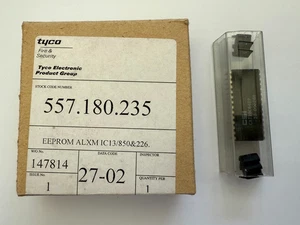 tyco
Fire &
Security
Tyco Electronic
Product Group
STOCK CODE NUMBER
557.180.235
EEPROM ALXM IC13/850&226.
W/O NO. DATA CODE INSPECTOR
147814 27-02
ISSUE QUANTITY PER
1 1